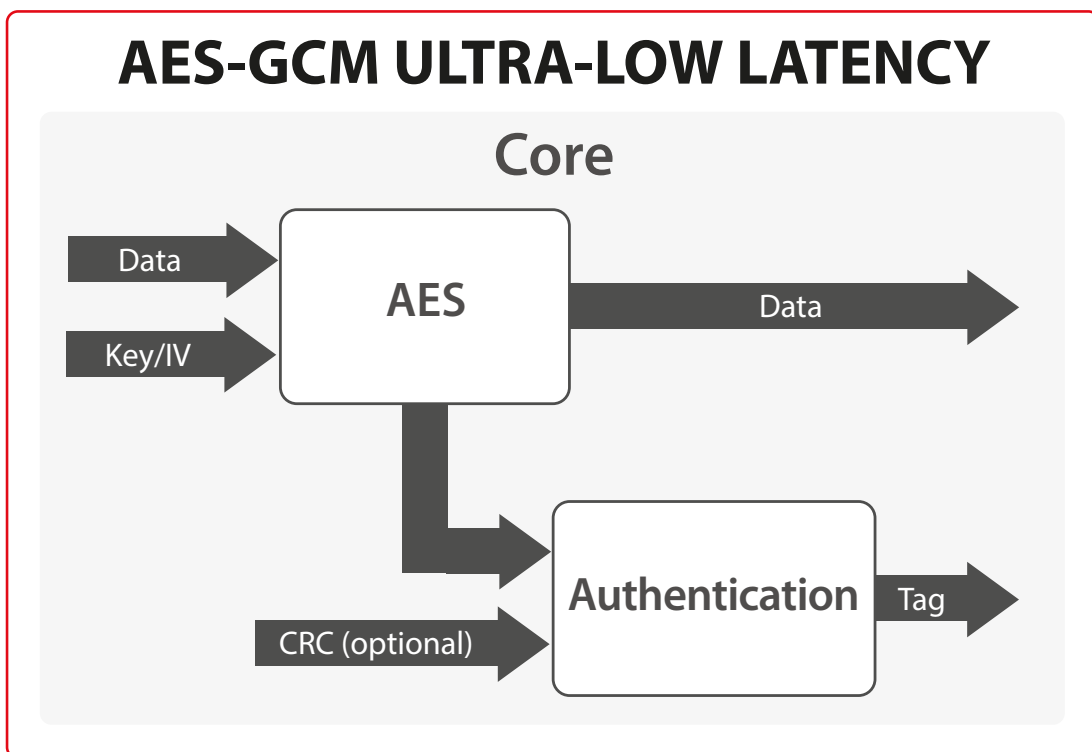 AES-GCM ULTRA-LOW LATENCY
Core
Data
Key/IV
AES
Data
Authentication
CRC (optional)
Tag